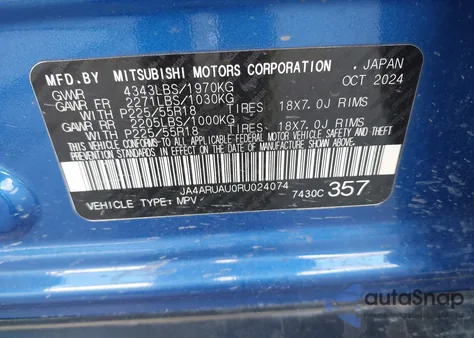 MFD.BY MITSUBISHI MOTORS CORPORATION JAPAN
GVWR 4343LBS/1970KG OCT 2024
GAWR FR 2271LBS/1030KG
WITH P225/55R18 TIRES 18X7.0J RIMS
GAWR RR 2205LBS/1000KG
WITH P225/55R18 TIRES 18X7.0J RIMS
THIS VEHICLE CONFORMS TO ALL APPLICABLE FEDERAL MOTOR
VEHICLE SAFETY AND THEFT PREVENTION STANDARDS IN EFFECT
ON THE DATE OF MANUFACTURE SHOWN ABOVE.
JA4ARUAU0RU024074 7430C 357
VEHICLE TYPE: MPV
autoSnap